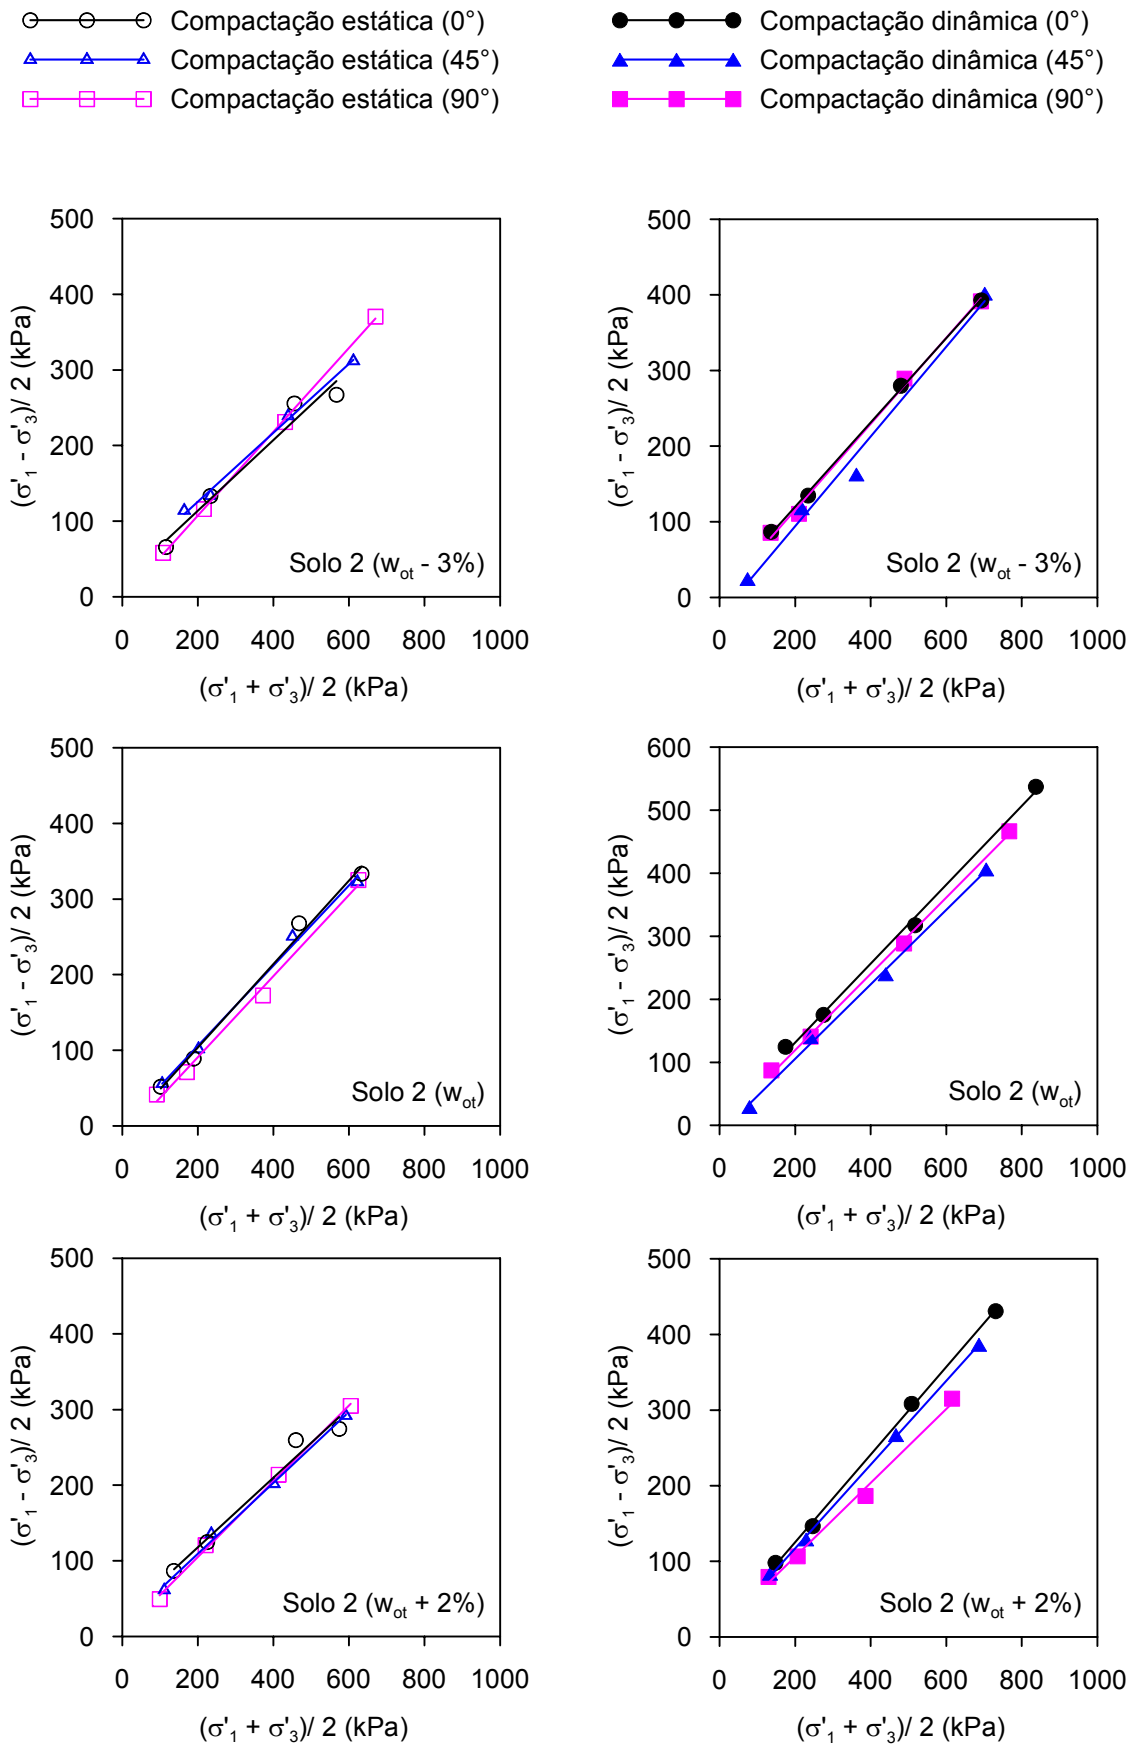 Compactação estática (0°)
Compactação estática (45°)
Compactação estática (90°)
Compactação dinâmica (0°)
Compactação dinâmica (45°)
Compactação dinâmica (90°)
500
400
300
200
100
0
0 200 400 600 800 1000
(σ'1 - σ'3)/ 2 (kPa)
(σ'1 + σ'3)/ 2 (kPa)
Solo 2 (wot - 3%)
500
400
300
200
100
0
0 200 400 600 800 1000
(σ'1 - σ'3)/ 2 (kPa)
(σ'1 + σ'3)/ 2 (kPa)
Solo 2 (wot - 3%)
500
400
300
200
100
0
0 200 400 600 800 1000
(σ'1 - σ'3)/ 2 (kPa)
(σ'1 + σ'3)/ 2 (kPa)
Solo 2 (wot)
600
500
400
300
200
100
0
0 200 400 600 800 1000
(σ'1 - σ'3)/ 2 (kPa)
(σ'1 + σ'3)/ 2 (kPa)
Solo 2 (wot)
500
400
300
200
100
0
0 200 400 600 800 1000
(σ'1 - σ'3)/ 2 (kPa)
(σ'1 + σ'3)/ 2 (kPa)
Solo 2 (wot + 2%)
500
400
300
200
100
0
0 200 400 600 800 1000
(σ'1 - σ'3)/ 2 (kPa)
(σ'1 + σ'3)/ 2 (kPa)
Solo 2 (wot + 2%)